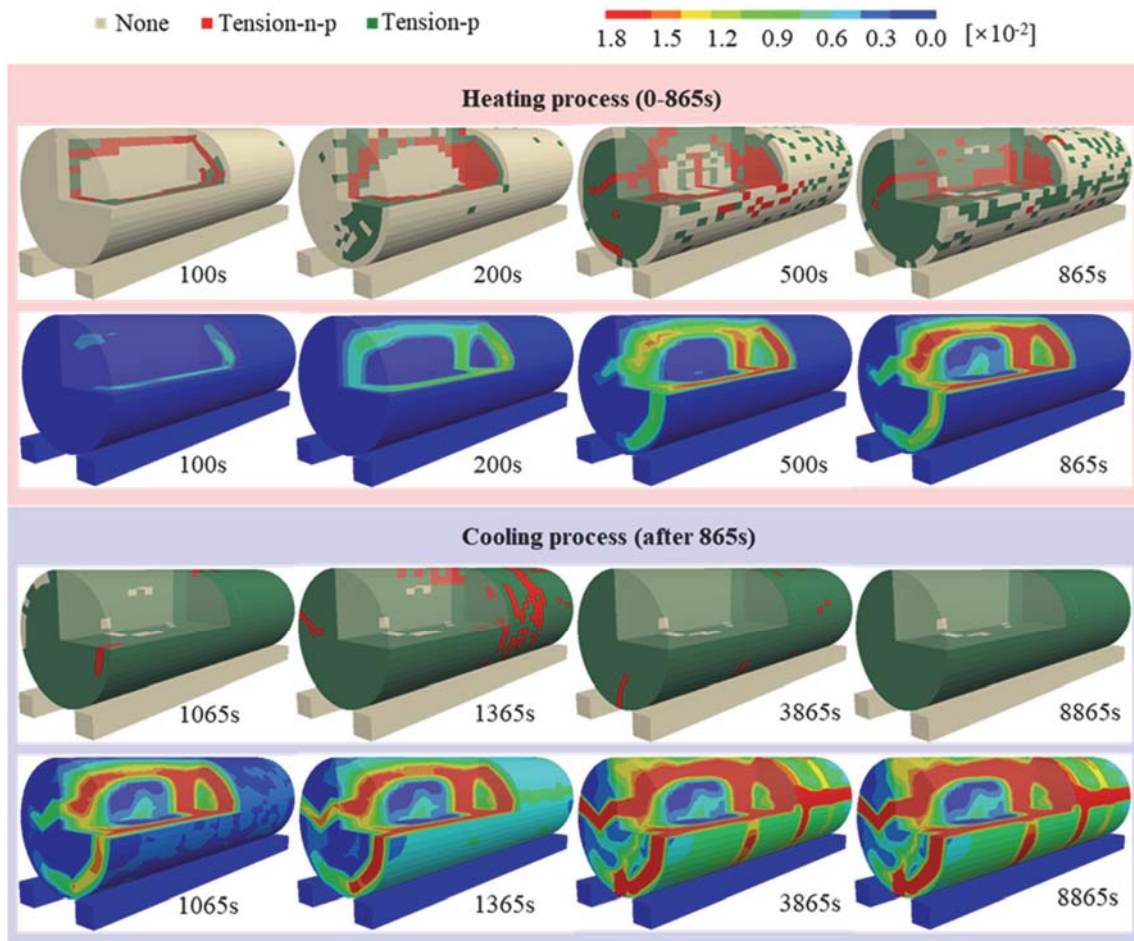 None Tension-n-p Tension-p
1.8 1.5 1.2 0.9 0.6 0.3 0.0 [×10⁻²]
Heating process (0-865s)
100s 200s 500s 865s
100s 200s 500s 865s
Cooling process (after 865s)
1065s 1365s 3865s 8865s
1065s 1365s 3865s 8865s